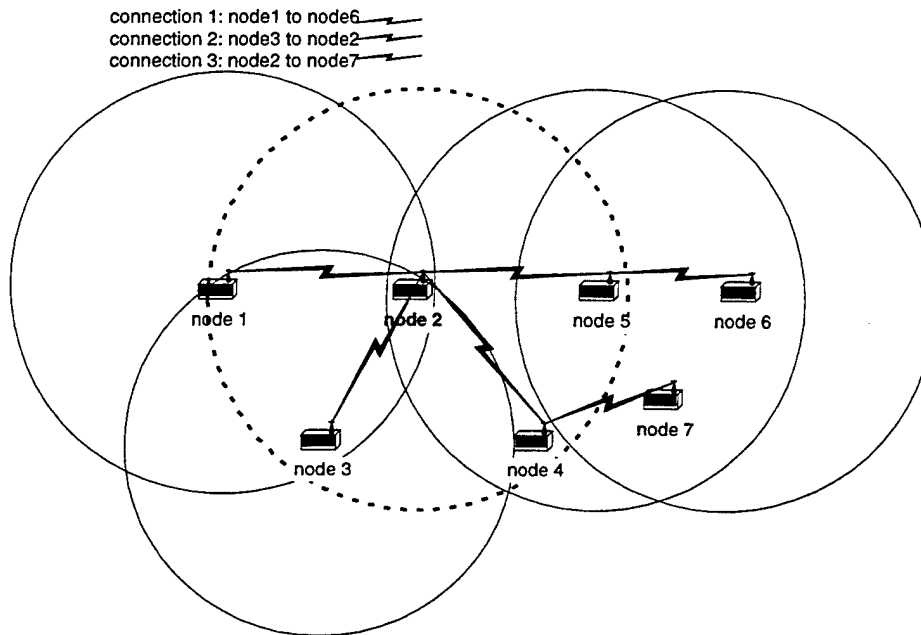 connection 1: node1 to node6
connection 2: node3 to node2
connection 3: node2 to node7
node 1
node 2
node 5
node 6
node 7
node 3
node 4